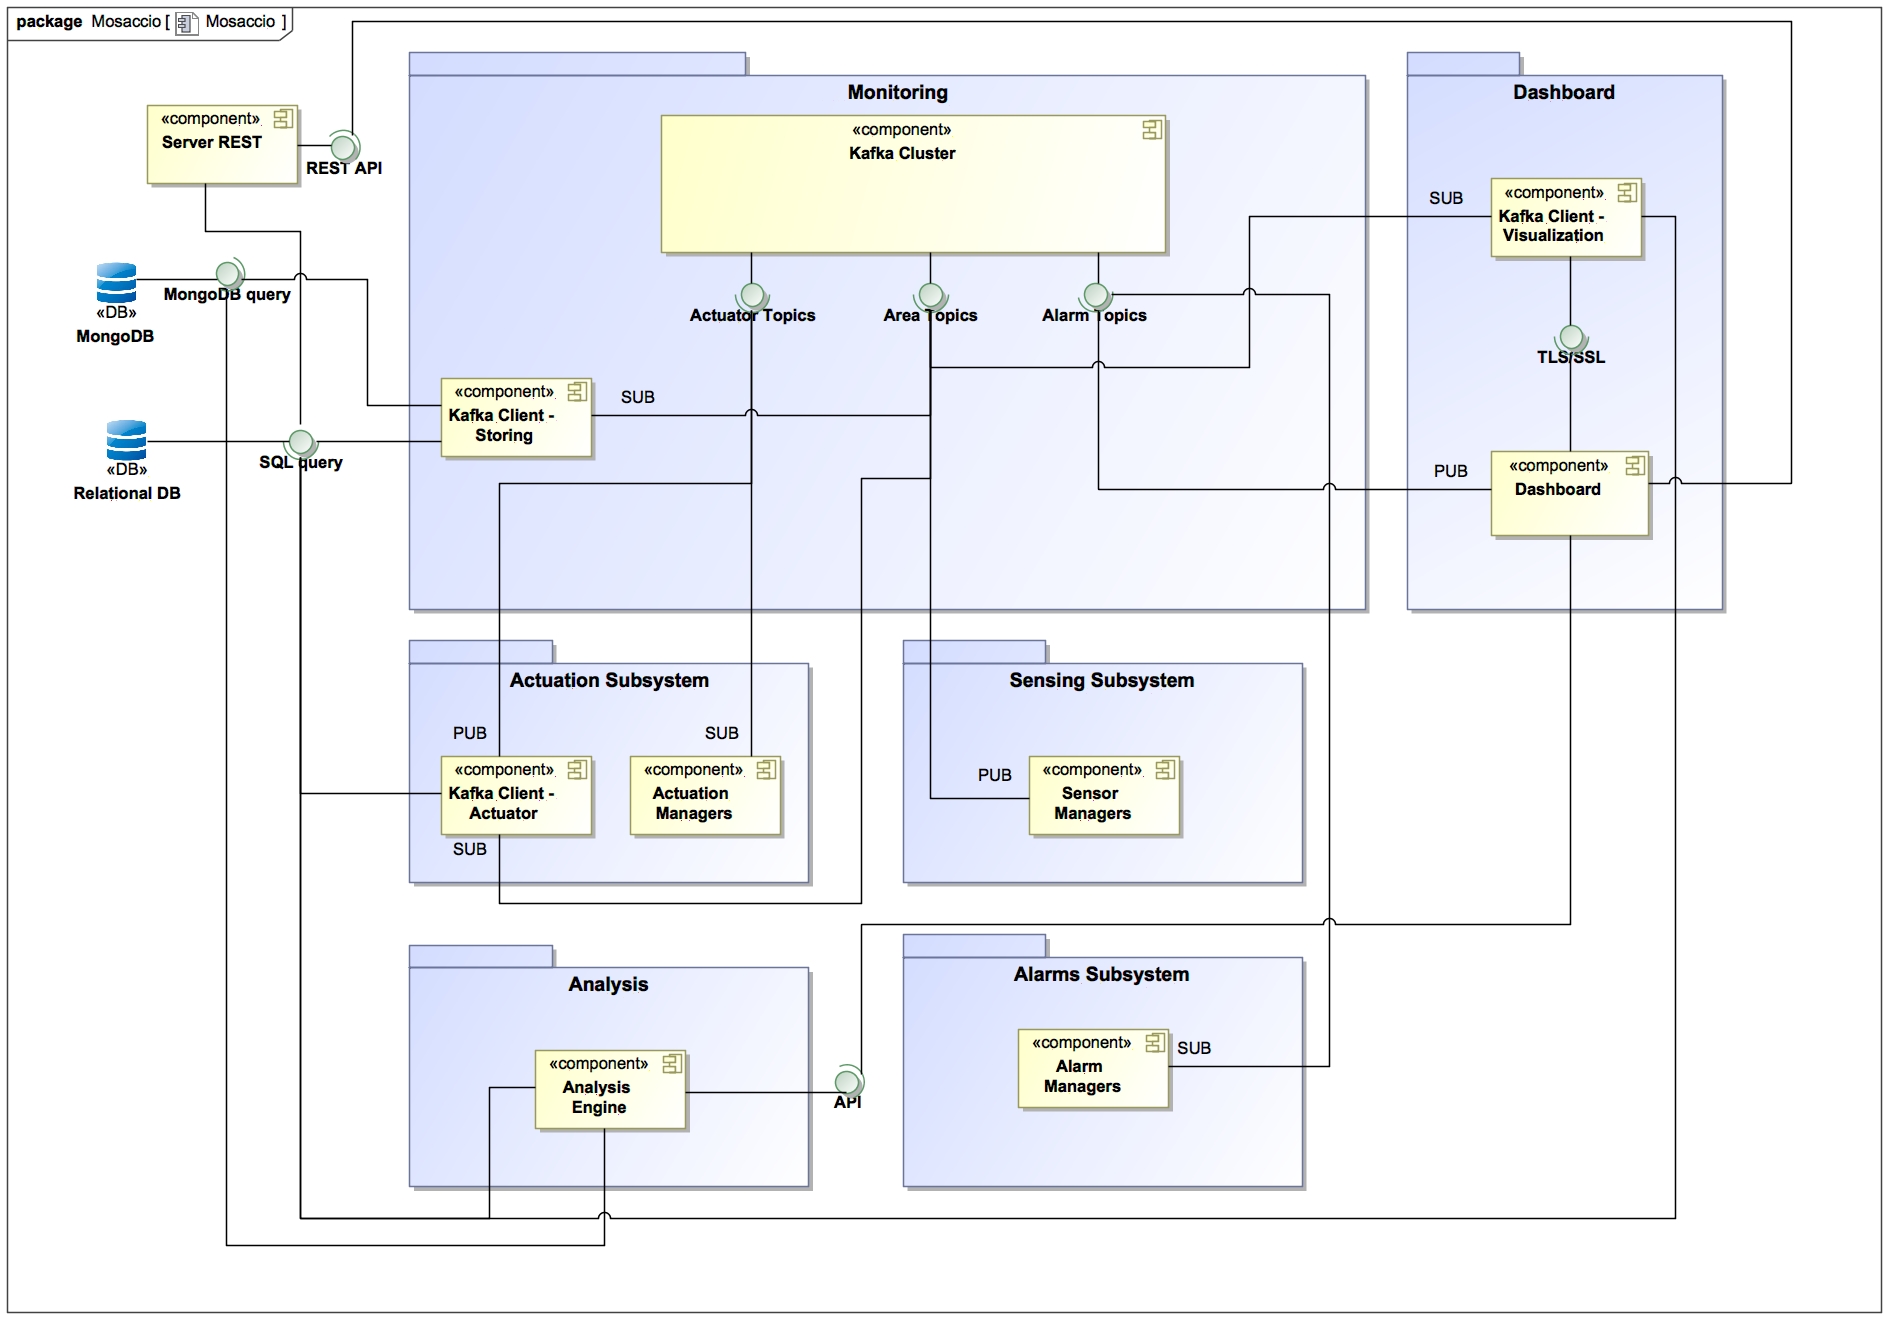 package Mosaccio [ Mosaccio ]
Monitoring
Dashboard
«component»
Server REST
REST API
«component»
Kafka Cluster
SUB
«component»
Kafka Client -
Visualization
MongoDB query
«DB»
MongoDB
Actuator Topics
Area Topics
Alarm Topics
TLS/SSL
«component»
Kafka Client -
Storing
SUB
SQL query
«DB»
Relational DB
PUB
«component»
Dashboard
Actuation Subsystem
PUB
SUB
«component»
Kafka Client -
Actuator
SUB
«component»
Actuation
Managers
Sensing Subsystem
PUB
«component»
Sensor
Managers
Analysis
«component»
Analysis
Engine
API
Alarms Subsystem
«component»
Alarm
Managers
SUB